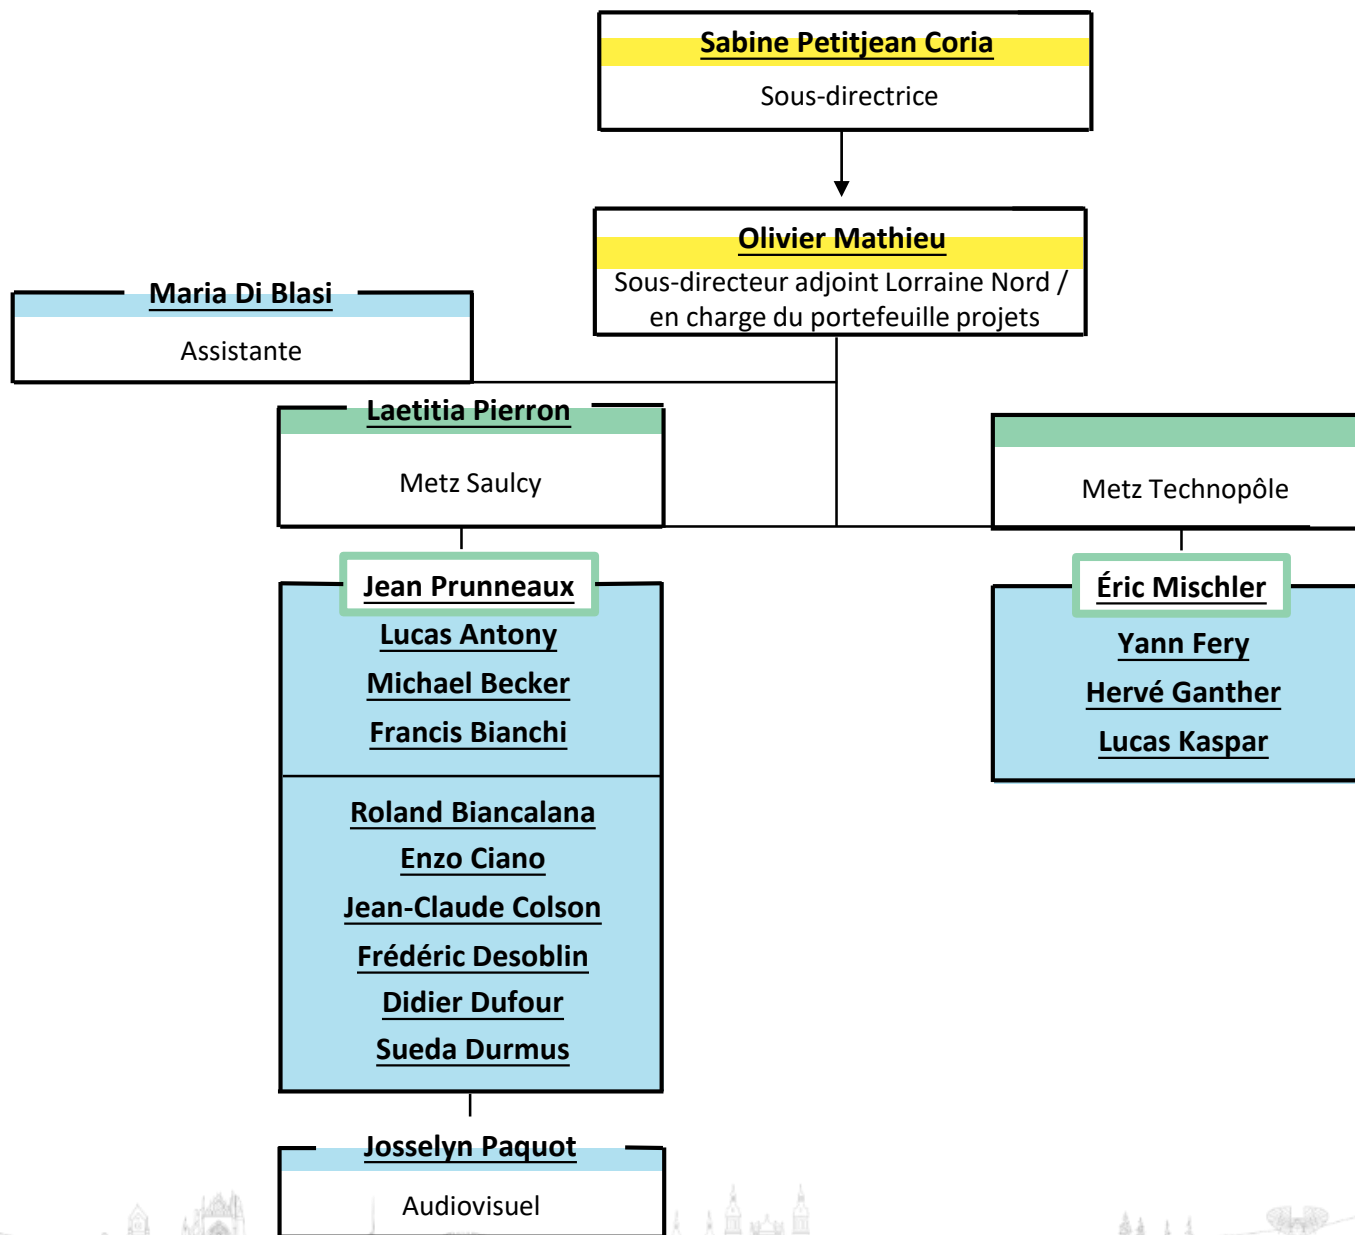 Sabine Petitjean Coria
Sous-directrice
Olivier Mathieu
Sous-directeur adjoint Lorraine Nord /
en charge du portefeuille projets
Maria Di Blasi
Assistante
Laetitia Pierron
Metz Saulcy
Metz Technopôle
Jean Prunneaux
Lucas Antony
Michael Becker
Francis Bianchi
Roland Biancalana
Enzo Ciano
Jean-Claude Colson
Frédéric Desoblin
Didier Dufour
Sueda Durmus
Josselyn Paquot
Audiovisuel
Éric Mischler
Yann Fery
Hervé Ganther
Lucas Kaspar